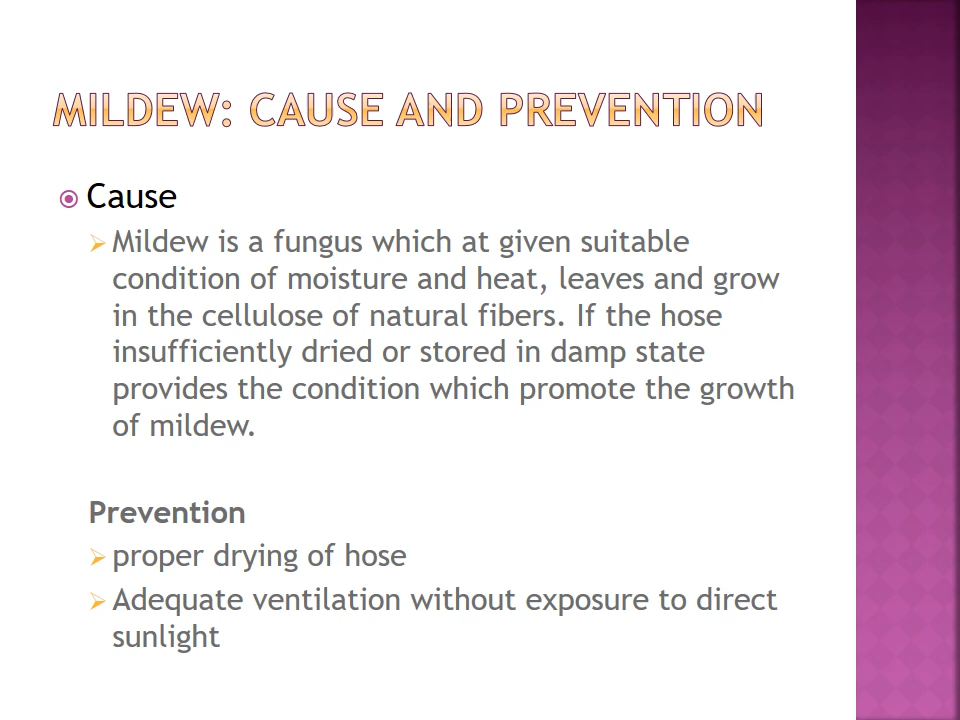 MILDEW: CAUSE AND PREVENTION
Cause
Mildew is a fungus which at given suitable
condition of moisture and heat, leaves and grow
in the cellulose of natural fibers. If the hose
insufficiently dried or stored in damp state
provides the condition which promote the growth
of mildew.
Prevention
proper drying of hose
Adequate ventilation without exposure to direct
sunlight